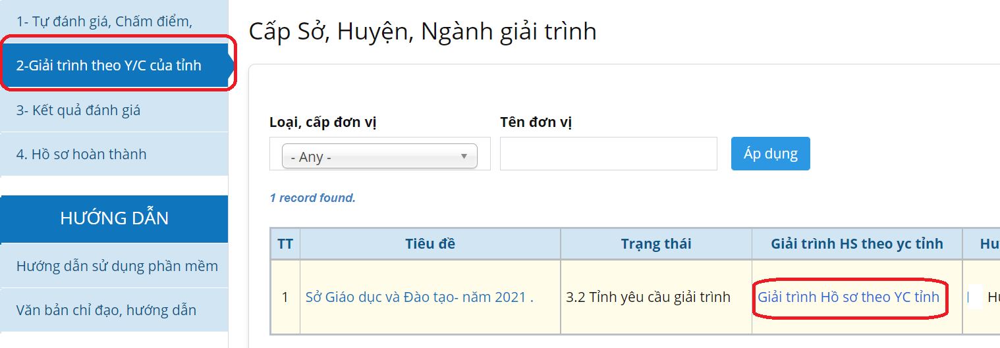 1- Tự đánh giá, Chấm điểm,
2-Giải trình theo Y/C của tỉnh
3- Kết quả đánh giá
4. Hồ sơ hoàn thành
HƯỚNG DẪN
Hướng dẫn sử dụng phần mềm
Văn bản chỉ đạo, hướng dẫn
Cấp Sở, Huyện, Ngành giải trình
Loại, cấp đơn vị
Tên đơn vị
- Any -
Áp dụng
1 record found.
TT Tiêu đề Trạng thái Giải trình HS theo yc tỉnh
1 Sở Giáo dục và Đào tạo- năm 2021 . 3.2 Tỉnh yêu cầu giải trình Giải trình Hồ sơ theo YC tỉnh